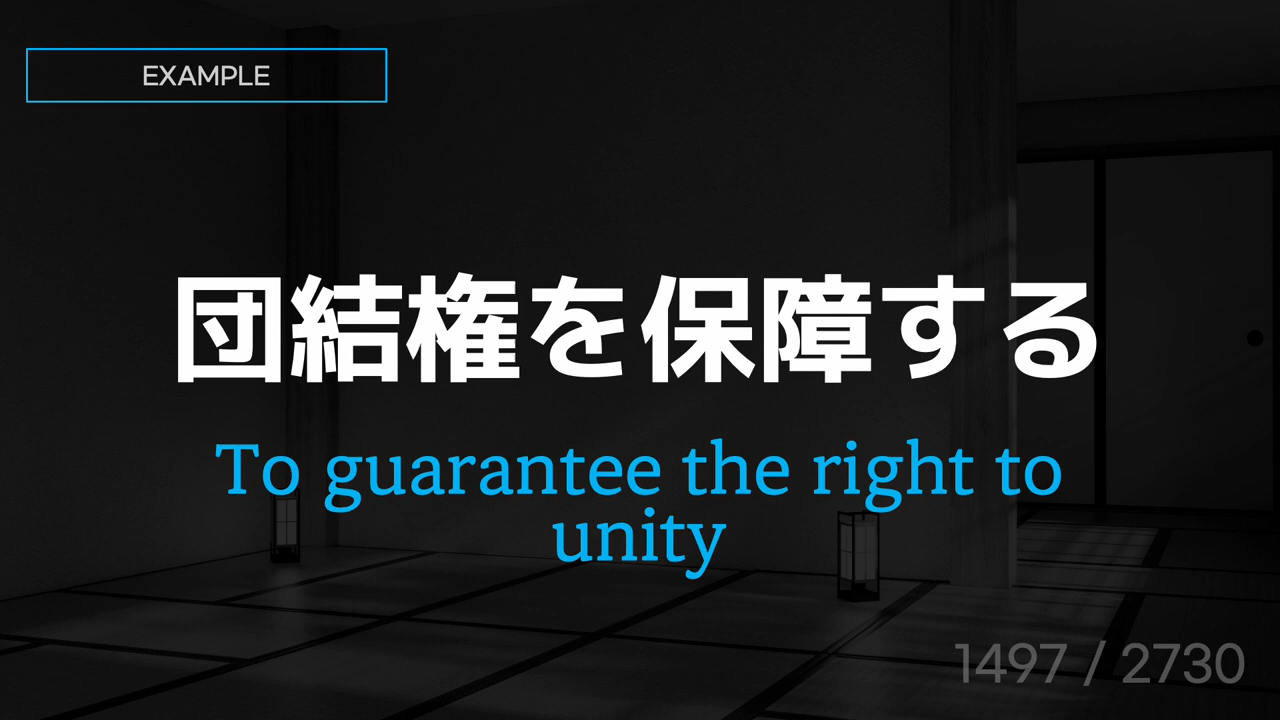 EXAMPLE
団結権を保障する
To guarantee the right to
unity
1497 / 2730